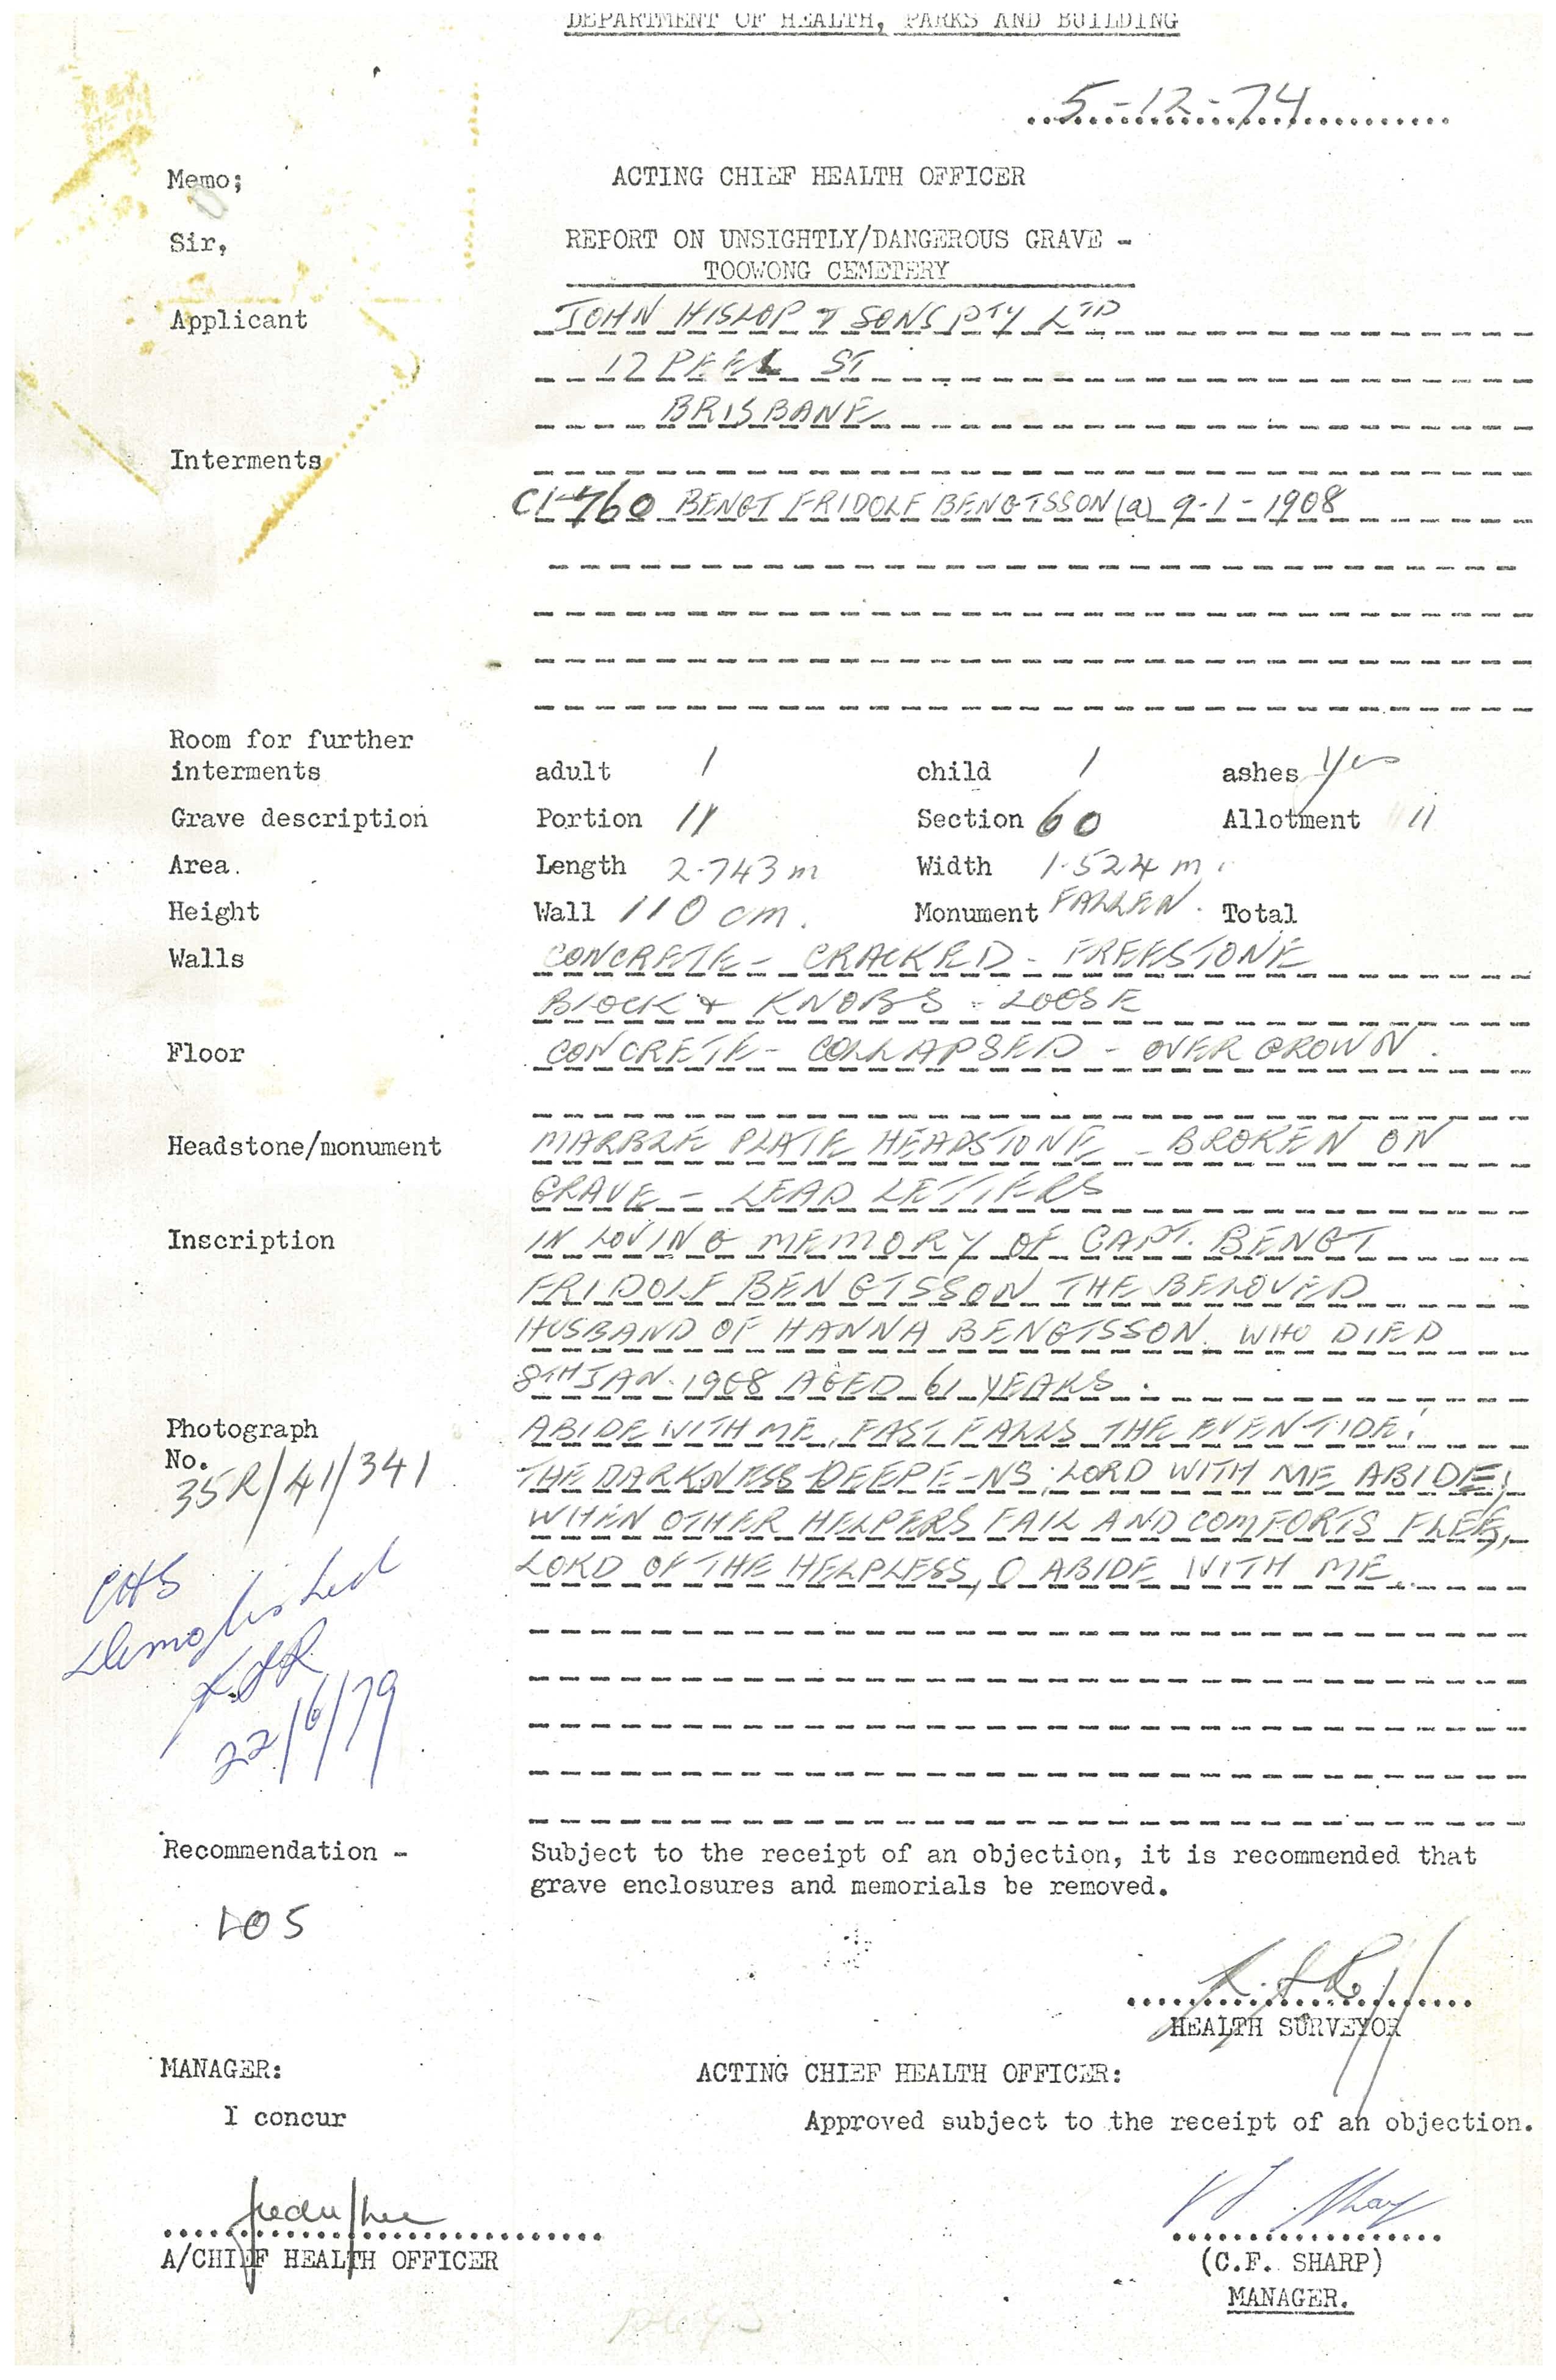 DEPARTMENT OF HEALTH, PARKS AND BUILDING
5-12-74
Memo; ACTING CHIEF HEALTH OFFICER
Sir, REPORT ON UNSIGHTLY/DANGEROUS GRAVE -
TOOWONG CEMETERY
Applicant JOHN HISLOP & SONS PTY LTD
17 PEEL ST
BRISBANE
Interments
C1-760 BENGT FRIDOLF BENGTSSON (a) 9-1-1908
Room for further
interments adult 1 child 1 ashes Yes
Grave description Portion 11 Section 60 Allotment 11
Area. Length 2.743 m Width 1.524 m.
Height Wall 110 cm. Monument FALLEN. Total
Walls CONCRETE - CRACKED - FREESTONE
BLOCK & KNOBS - LOOSE
Floor CONCRETE - COLLAPSED - OVERGROWN.
Headstone/monument MARBLE PLATE HEADSTONE - BROKEN ON
GRAVE - LEAD LETTERS
Inscription IN LOVING MEMORY OF CAPT. BENGT
FRIDOLF BENGTSSON THE BELOVED
HUSBAND OF HANNA BENGTSSON. WHO DIED
8TH JAN. 1908 AGED 61 YEARS.
Photograph ABIDE WITH ME, FAST FALLS THE EVEN-TIDE!
No. 35R/41/341 THE DARKNESS DEEPE-NS; LORD WITH ME ABIDE;
WHEN OTHER HELPERS FAIL AND COMFORTS FLEE,
LORD OF THE HELPLESS, O ABIDE WITH ME.
Demolished
22/6/79
Recommendation - Subject to the receipt of an objection, it is recommended that
grave enclosures and memorials be removed.
105
HEALTH SURVEYOR
MANAGER: ACTING CHIEF HEALTH OFFICER:
I concur Approved subject to the receipt of an objection.
A/CHIEF HEALTH OFFICER (C.F. SHARP)
MANAGER.